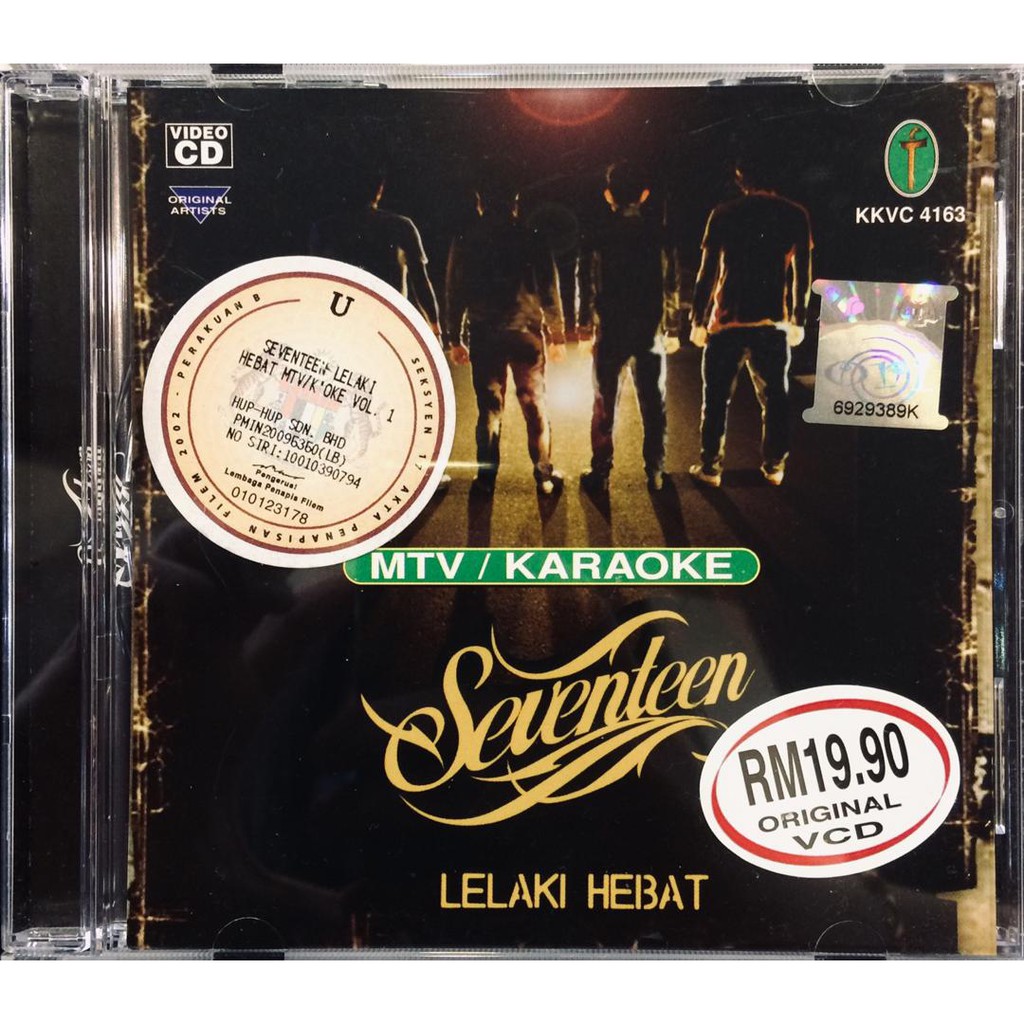 VIDEO
CD
ORIGINAL
ARTISTS
KKVC 4163
6929389K
U
SEKSYEN 17 AKTA PENAPISAN FILEM 2002 - PERAKUAN B
SEVENTEEN LELAKI
HEBAT MTV/K'OKE VOL. 1
HUP-HUP SDN. BHD
PMIN20096360(LB)
NO SIRI:10010390794
Pengerusi
Lembaga Penapis Filem
010123178
MTV / KARAOKE
Seventeen
RM19.90
ORIGINAL
VCD
LELAKI HEBAT